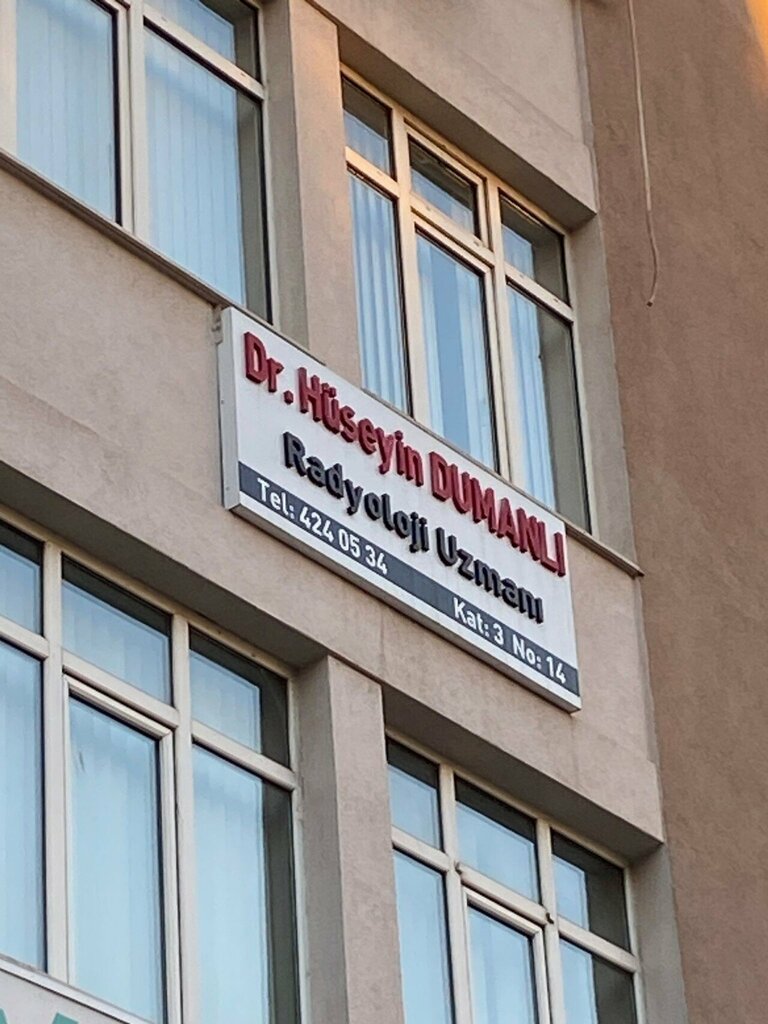 Dr. Hüseyin DUMANLI
Radyoloji Uzmanı
Tel: 424 05 34 Kat: 3 No: 14